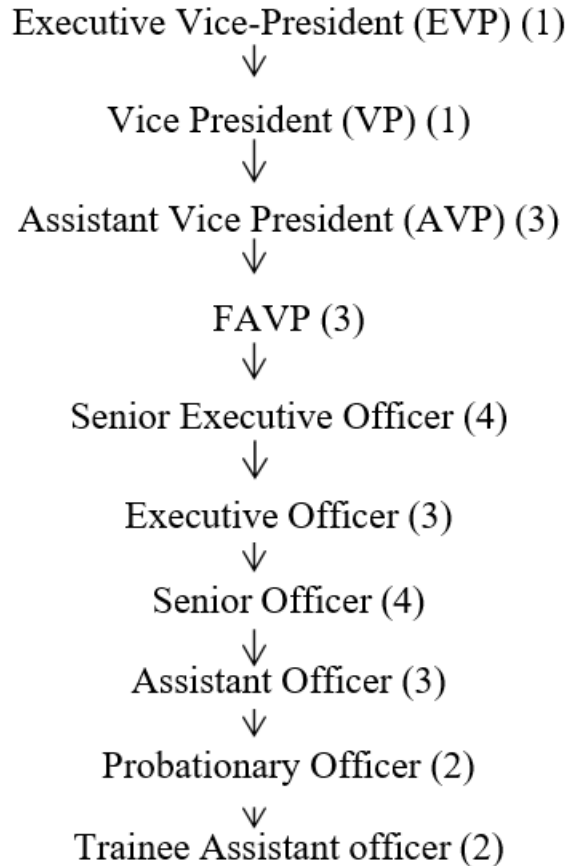 Executive Vice-President (EVP) (1)
Vice President (VP) (1)
Assistant Vice President (AVP) (3)
FAVP (3)
Senior Executive Officer (4)
Executive Officer (3)
Senior Officer (4)
Assistant Officer (3)
Probationary Officer (2)
Trainee Assistant officer (2)